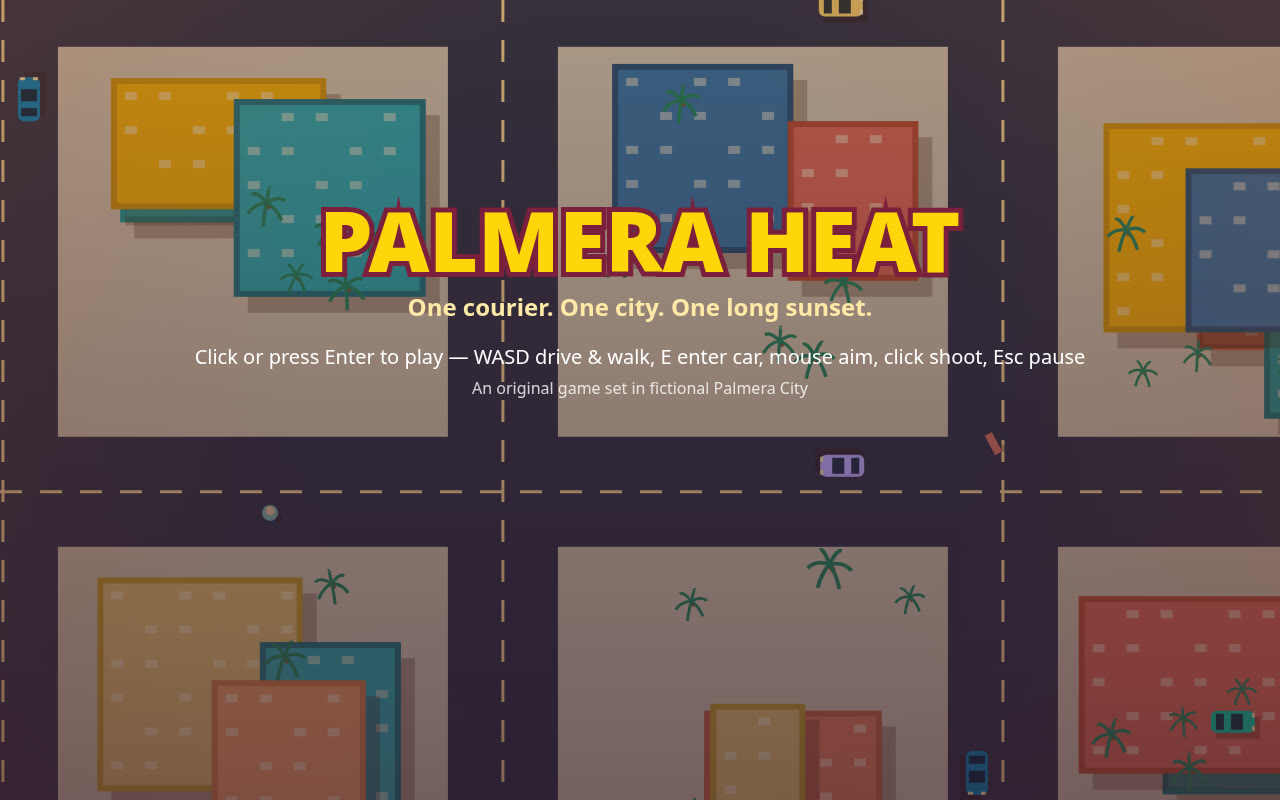 PALMERA HEAT
One courier. One city. One long sunset.
Click or press Enter to play — WASD drive & walk, E enter car, mouse aim, click shoot, Esc pause
An original game set in fictional Palmera City